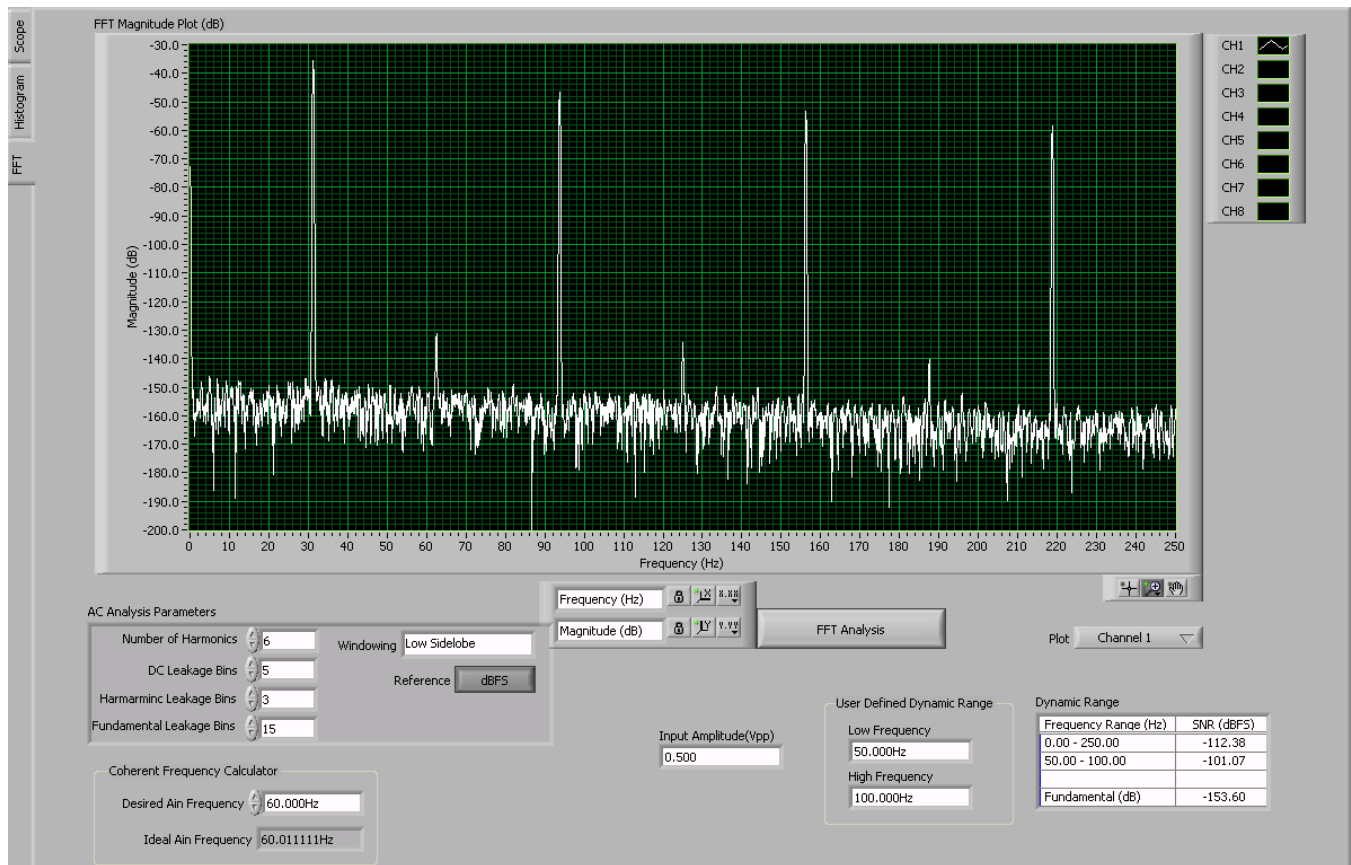 Scope
Histogram
FFT
FFT Magnitude Plot (dB)
Magnitude (dB)
-30.0
-40.0
-50.0
-60.0
-70.0
-80.0
-90.0
-100.0
-110.0
-120.0
-130.0
-140.0
-150.0
-160.0
-170.0
-180.0
-190.0
-200.0
0 10 20 30 40 50 60 70 80 90 100 110 120 130 140 150 160 170 180 190 200 210 220 230 240 250
Frequency (Hz)
CH1
CH2
CH3
CH4
CH5
CH6
CH7
CH8
Frequency (Hz) X X.XX
Magnitude (dB) Y Y.YY
FFT Analysis
Plot Channel 1
AC Analysis Parameters
Number of Harmonics 6
DC Leakage Bins 5
Harmarminc Leakage Bins 3
Fundamental Leakage Bins 15
Windowing Low Sidelobe
Reference dBFS
Coherent Frequency Calculator
Desired Ain Frequency 60.000Hz
Ideal Ain Frequency 60.011111Hz
Input Amplitude(Vpp)
0.500
User Defined Dynamic Range
Low Frequency
50.000Hz
High Frequency
100.000Hz
Dynamic Range
Frequency Range (Hz) SNR (dBFS)
0.00 - 250.00 -112.38
50.00 - 100.00 -101.07
Fundamental (dB) -153.60